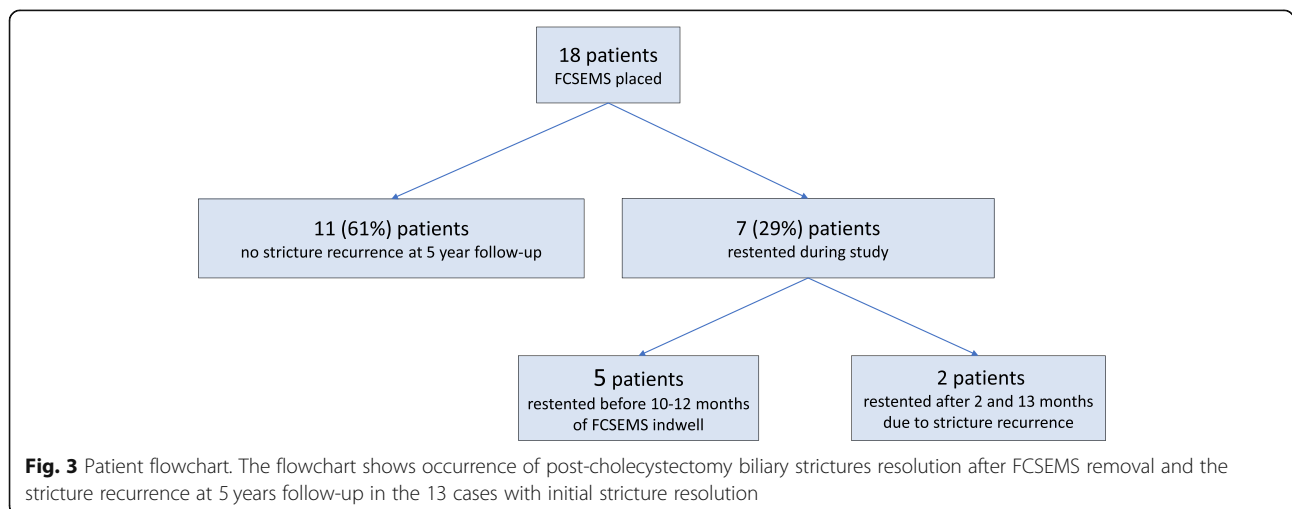 18 patients
FCSEMS placed
11 (61%) patients
no stricture recurrence at 5 year follow-up
7 (29%) patients
restented during study
5 patients
restented before 10-12 months
of FCSEMS indwell
2 patients
restented after 2 and 13 months
due to stricture recurrence
Fig. 3 Patient flowchart. The flowchart shows occurrence of post-cholecystectomy biliary strictures resolution after FCSEMS removal and the
stricture recurrence at 5 years follow-up in the 13 cases with initial stricture resolution